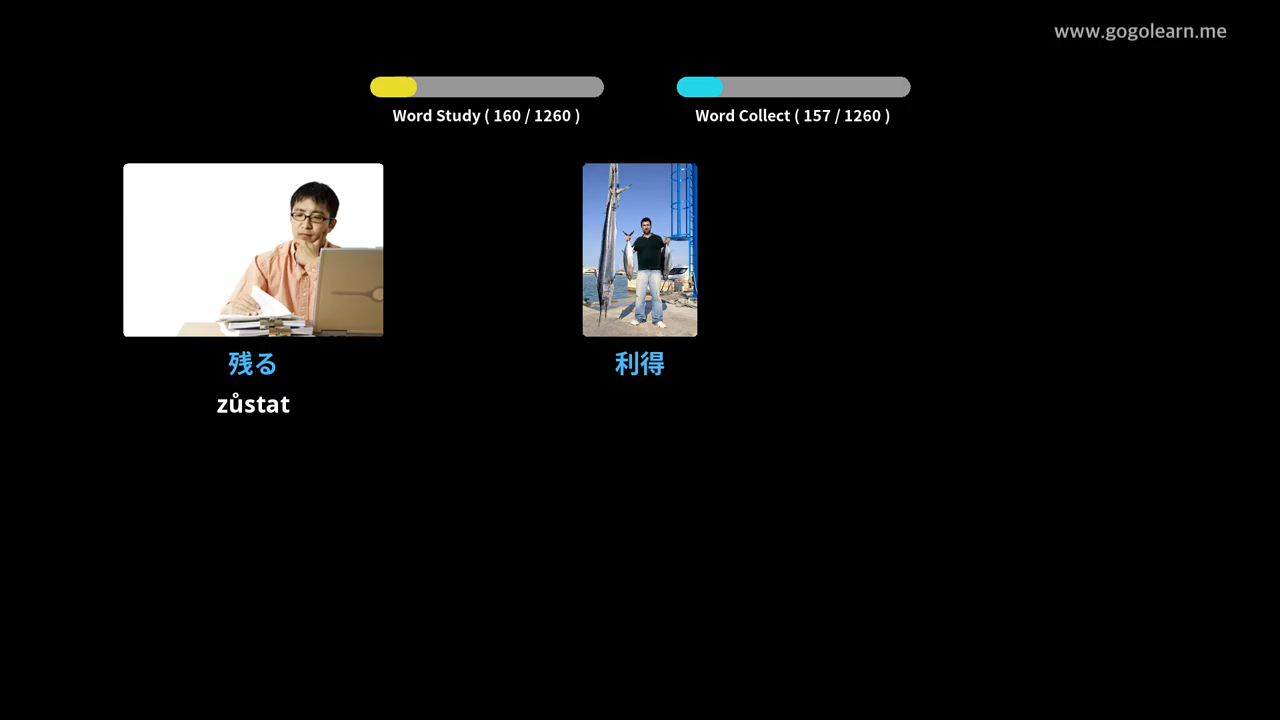 www.gogolearn.me
Word Study ( 160 / 1260 )
Word Collect ( 157 / 1260 )
残る
利得
zůstat